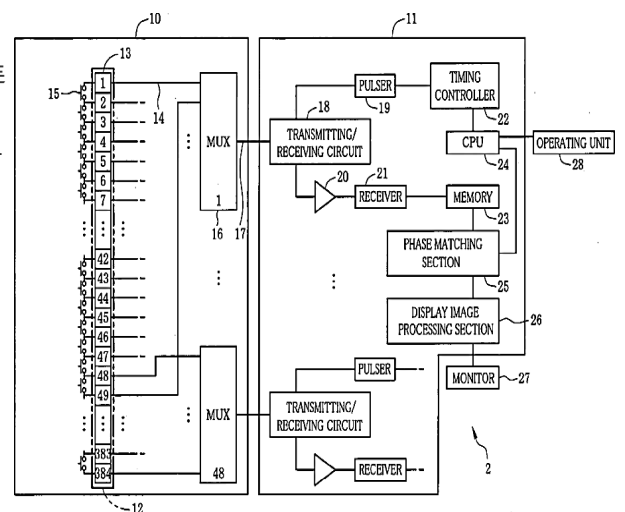 10
11
13
15
1
2
3
4
5
6
7
14
MUX
1
16
17
18
TRANSMITTING/
RECEIVING CIRCUIT
PULSER
19
TIMING
CONTROLLER
22
CPU
24
OPERATING UNIT
28
20
21
RECEIVER
MEMORY
23
PHASE MATCHING
SECTION
25
DISPLAY IMAGE
PROCESSING SECTION
26
MONITOR
27
42
43
44
45
46
47
48
49
383
384
12
MUX
48
TRANSMITTING/
RECEIVING CIRCUIT
PULSER
RECEIVER
2